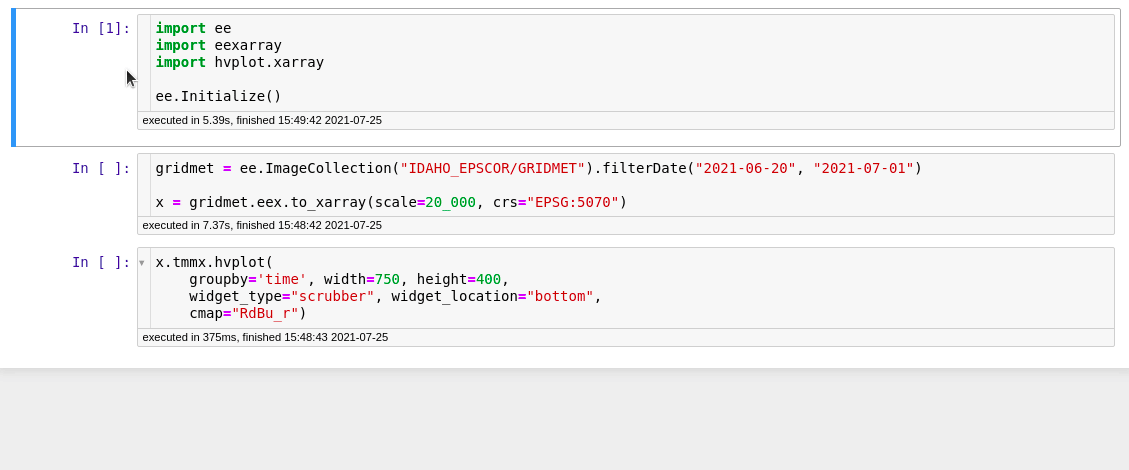 In [1]:
import ee
import eexarray
import hvplot.xarray
ee.Initialize()
executed in 5.39s, finished 15:49:42 2021-07-25
In [ ]:
gridmet = ee.ImageCollection("IDAHO_EPSCOR/GRIDMET").filterDate("2021-06-20", "2021-07-01")
x = gridmet.eex.to_xarray(scale=20_000, crs="EPSG:5070")
executed in 7.37s, finished 15:48:42 2021-07-25
In [ ]:
x.tmmx.hvplot(
groupby='time', width=750, height=400,
widget_type="scrubber", widget_location="bottom",
cmap="RdBu_r")
executed in 375ms, finished 15:48:43 2021-07-25